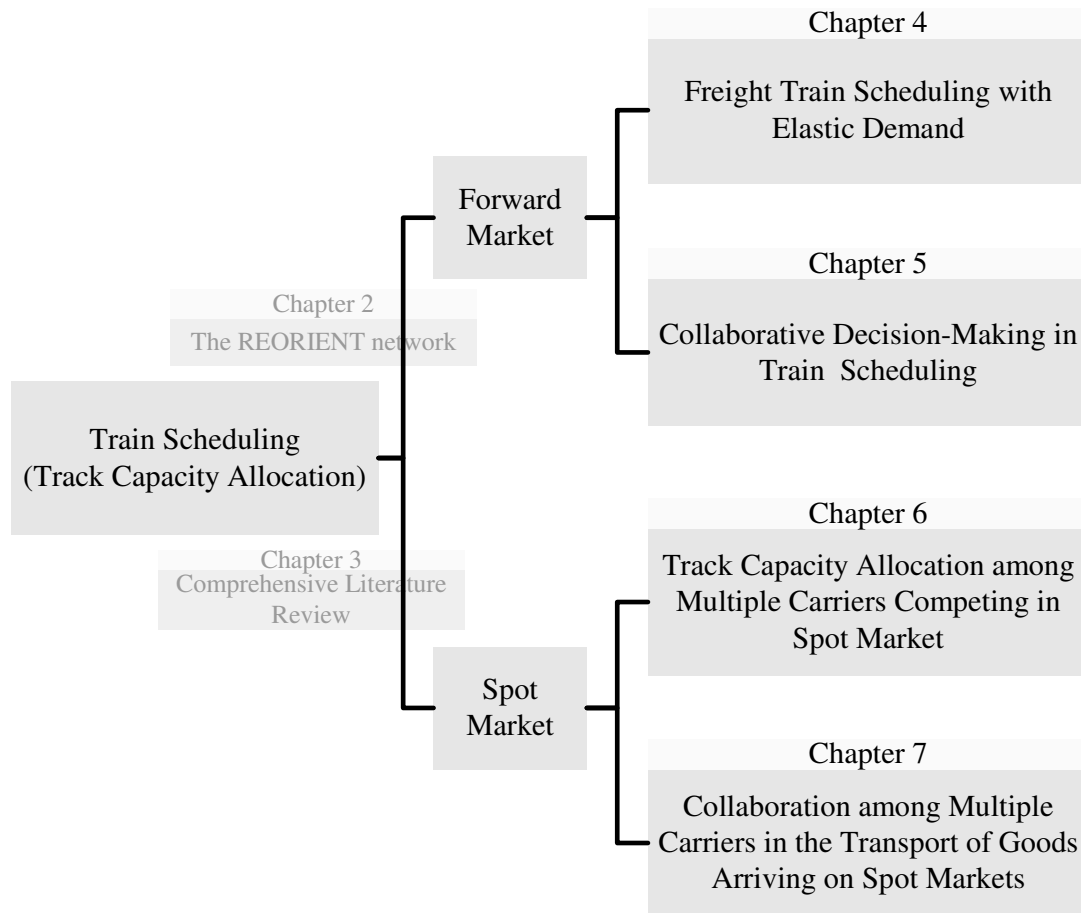 Chapter 4
Freight Train Scheduling with
Elastic Demand
Forward
Market
Chapter 5
Collaborative Decision-Making in
Train Scheduling
Chapter 2
The REORIENT network
Train Scheduling
(Track Capacity Allocation)
Chapter 3
Comprehensive Literature
Review
Chapter 6
Track Capacity Allocation among
Multiple Carriers Competing in
Spot Market
Spot
Market
Chapter 7
Collaboration among Multiple
Carriers in the Transport of Goods
Arriving on Spot Markets